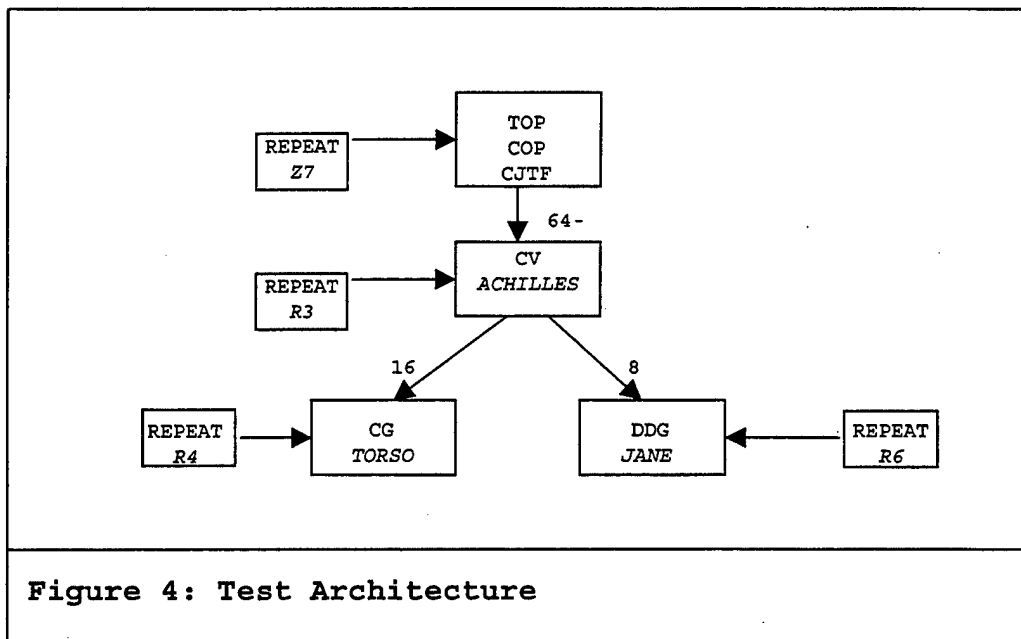 TOP
COP
CJTF
REPEAT
Z7
64-
CV
ACHILLES
REPEAT
R3
16
8
REPEAT
R4
CG
TORSO
DDG
JANE
REPEAT
R6
Figure 4: Test Architecture